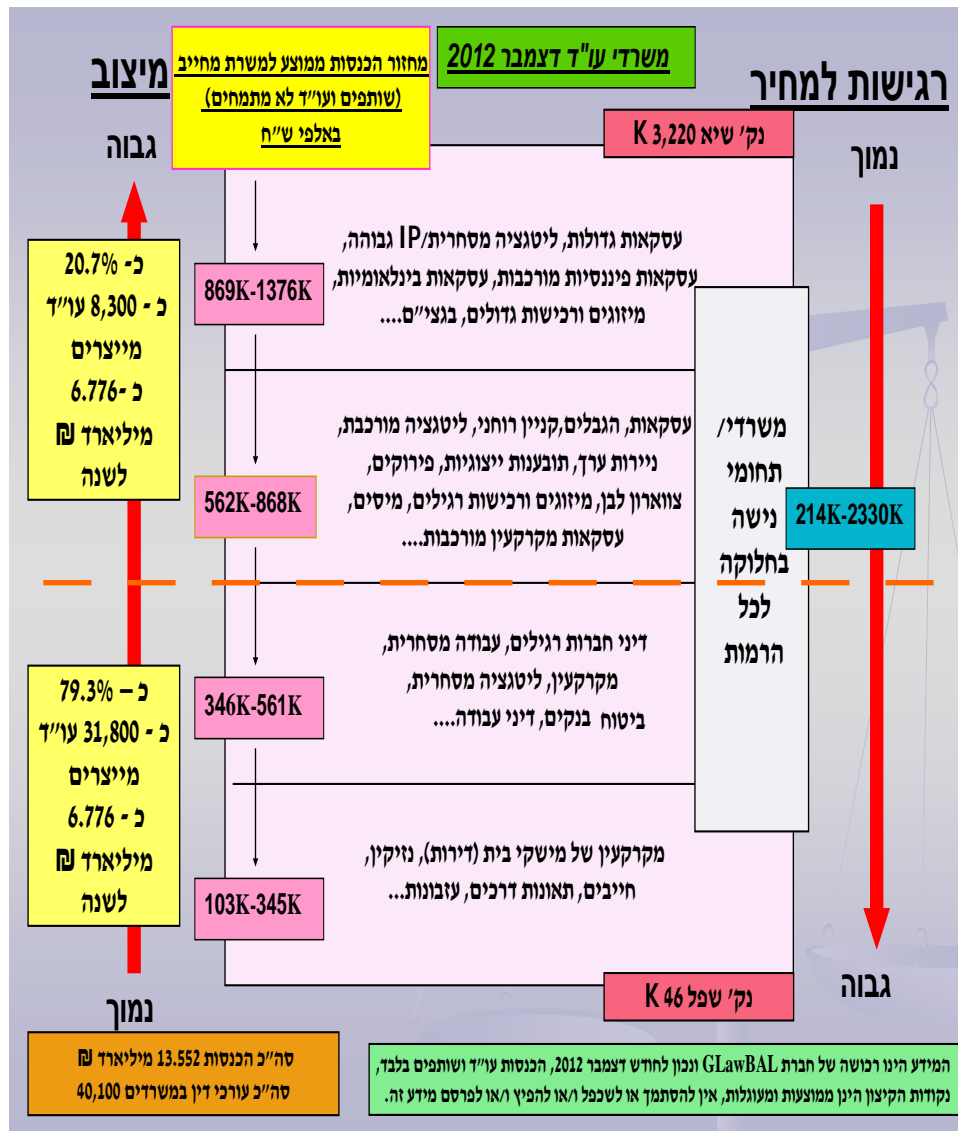 משרדי עו"ד דצמבר 2012
רגישות למחיר
נמוך
גבוה
מחזור הכנסות ממוצע למשרת מחייב
(שותפים ועו״ד לא מתמחים)
באלפי ש״ח
מיצוב
גבוה
נמוך
נק׳ שיא 3,220 K
עסקאות גדולות, ליטגציה מסחרית/IP גבוהה,
עסקאות פיננסיות מורכבות, עסקאות בינלאומיות,
מיזוגים ורכישות גדולים, בגצי״ם....
869K-1376K
עסקאות, הגבלים,קניין רוחני, ליטגציה מורכבת,
ניירות ערך, תובענות ייצוגיות, פירוקים,
צווארון לבן, מיזוגים ורכישות רגילים, מיסים,
עסקאות מקרקעין מורכבות....
562K-868K
דיני חברות רגילים, עבודה מסחרית,
מקרקעין, ליטגציה מסחרית,
ביטוח בנקים, דיני עבודה....
346K-561K
מקרקעין של מישקי בית (דירות), נזיקין,
חייבים, תאונות דרכים, עזבונות...
103K-345K
נק׳ שפל 46 K
משרדי/
תחומי
נישה
בחלוקה
לכל
הרמות
214K-2330K
כ- 20.7%
כ - 8,300 עו״ד
מייצרים
כ -6.776
מיליארד ₪
לשנה
כ – 79.3%
כ - 31,800 עו״ד
מייצרים
כ - 6.776
מיליארד ₪
לשנה
סה״כ הכנסות 13.552 מיליארד ₪
סה״כ עורכי דין במשרדים 40,100
המידע הינו רכושה של חברת GLawBAL ונכון לחודש דצמבר 2012, הכנסות עו״ד ושותפים בלבד,
נקודות הקיצון הינן ממוצעות ומעוגלות, אין להסתמך או לשכפל ו/או להפיץ ו/או לפרסם מידע זה.